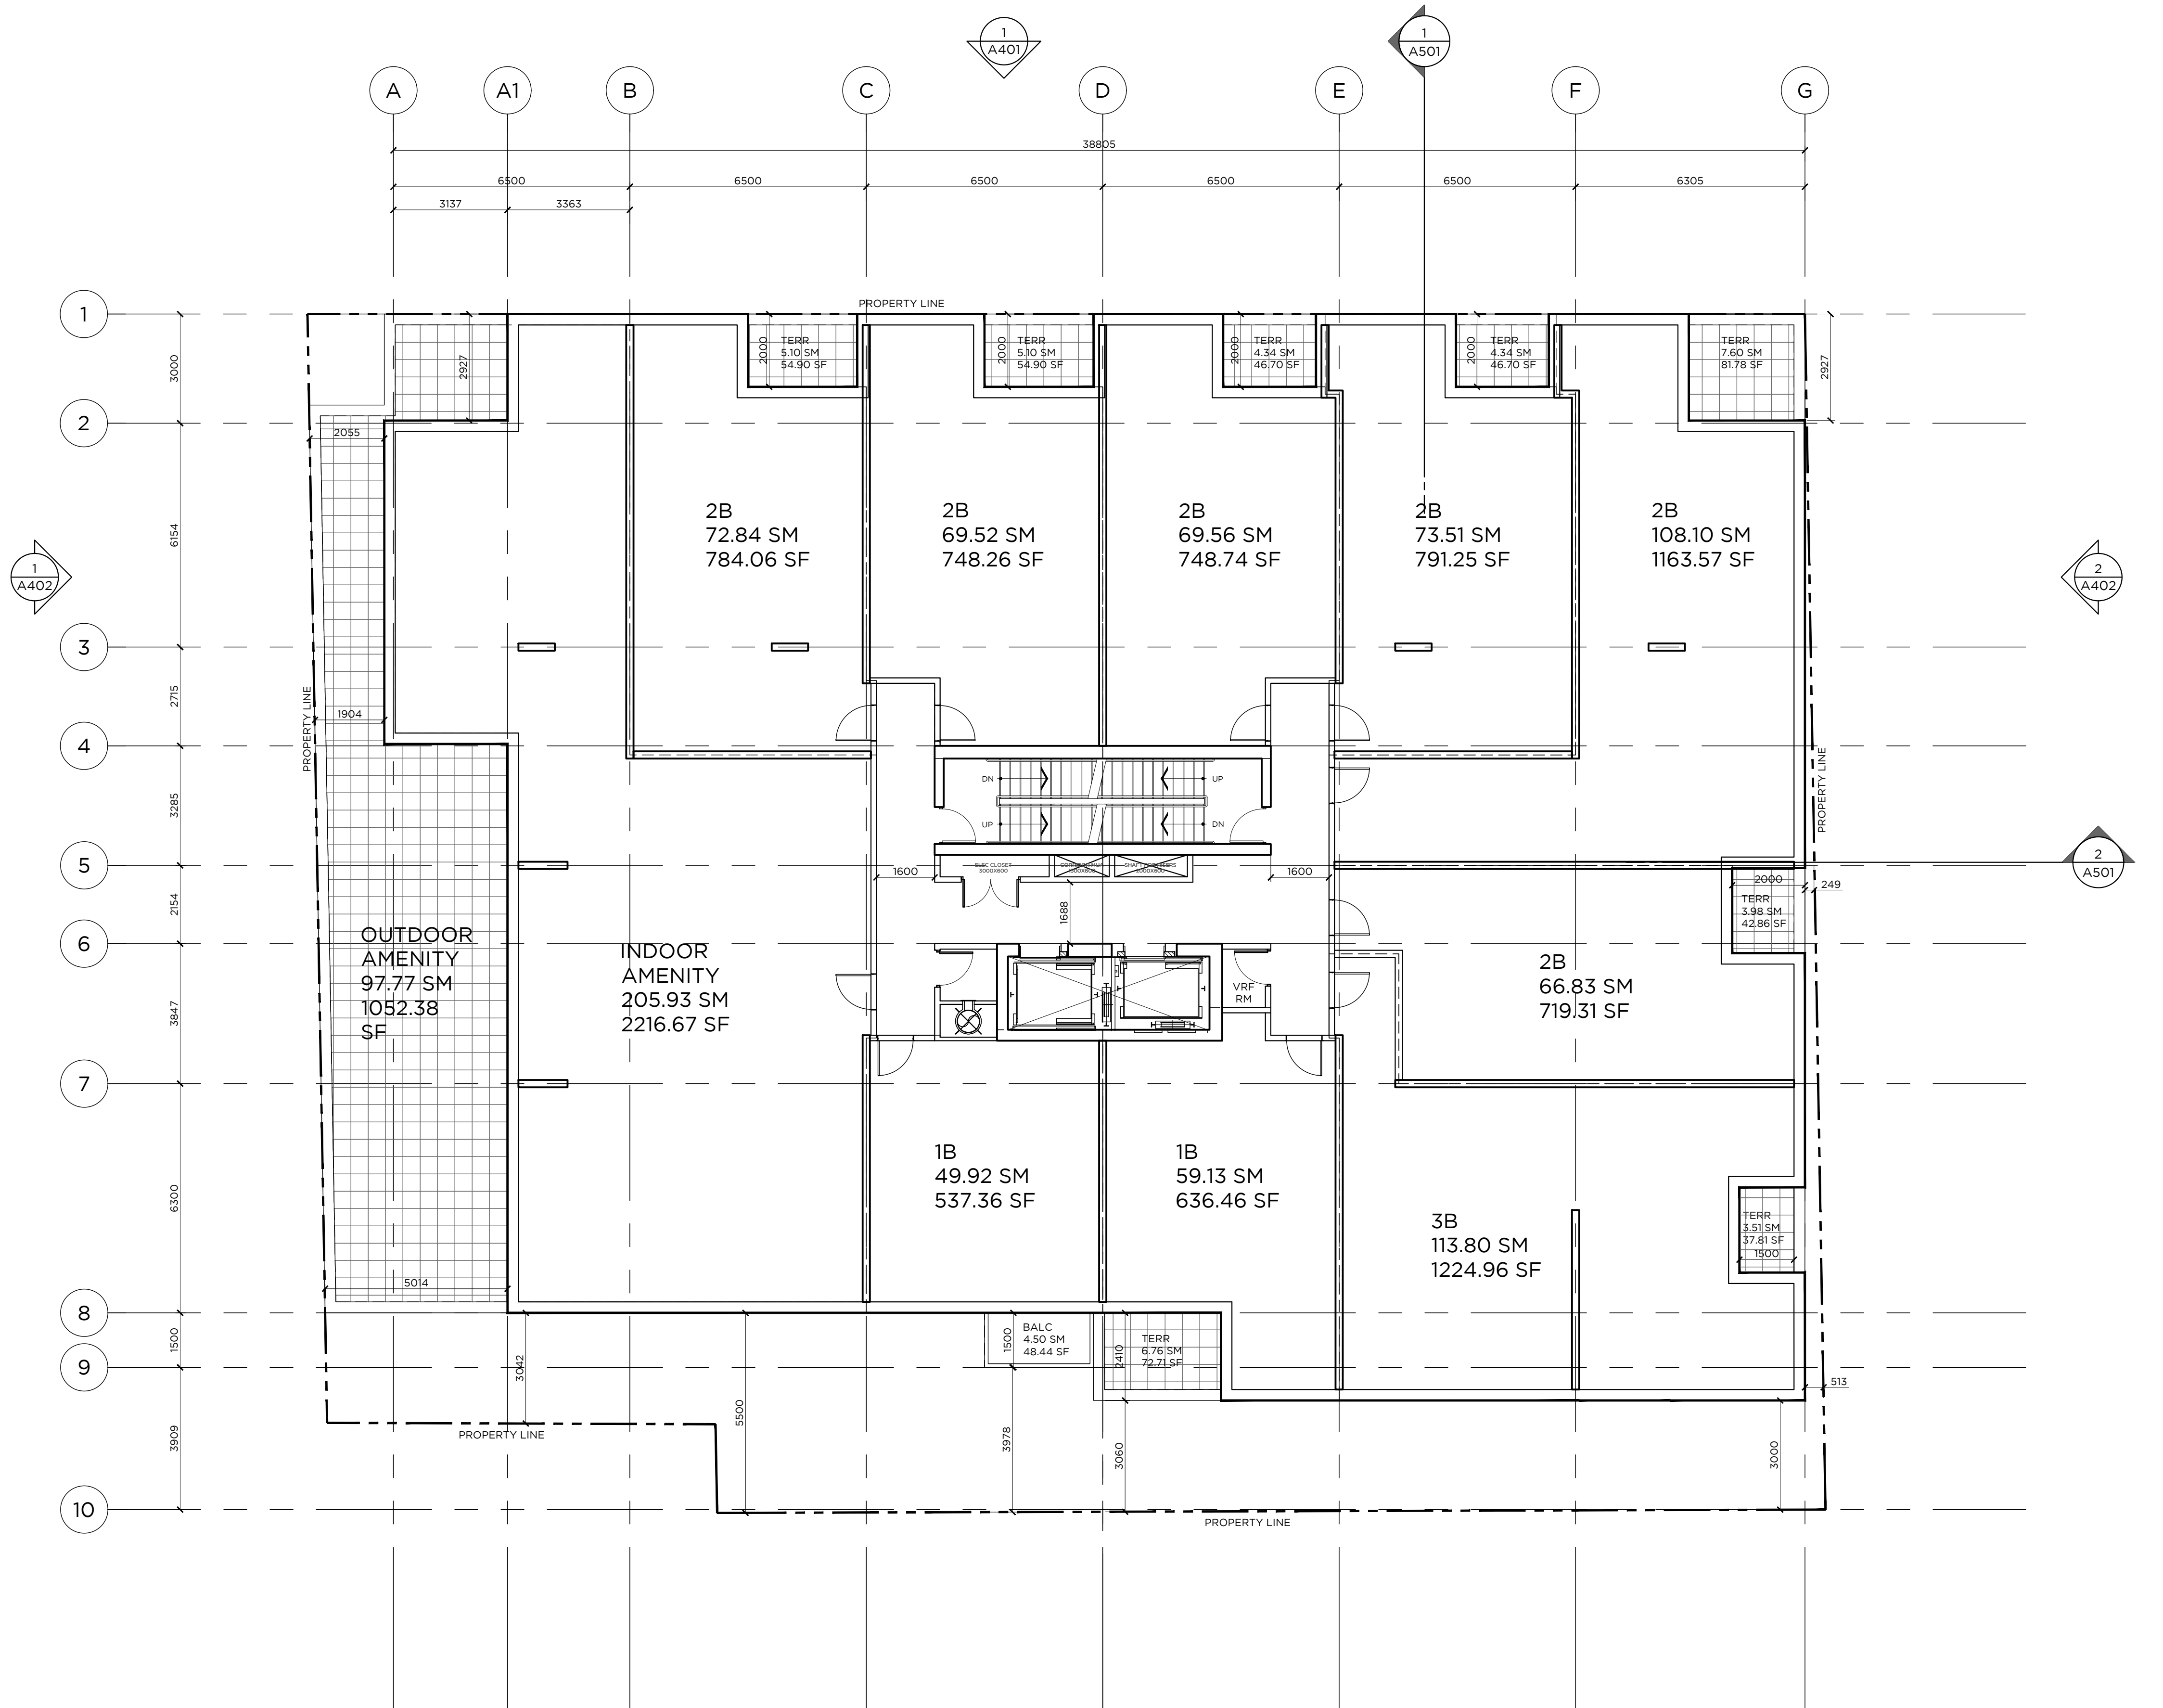 1
A401
1
A501
A
A1
B
C
D
E
F
G
38805
6500
6500
6500
6500
6500
6305
3137
3363
PROPERTY LINE
1
2
3
4
5
6
7
8
9
10
3000
6154
2715
3285
2154
3847
6300
1500
3909
2927
2000
TERR
5.10 SM
54.90 SF
2000
TERR
5.10 SM
54.90 SF
2000
TERR
4.34 SM
46.70 SF
2000
TERR
4.34 SM
46.70 SF
TERR
7.60 SM
81.78 SF
2927
2055
2B
72.84 SM
784.06 SF
2B
69.52 SM
748.26 SF
2B
69.56 SM
748.74 SF
2B
73.51 SM
791.25 SF
2B
108.10 SM
1163.57 SF
1
A402
2
A402
PROPERTY LINE
1904
PROPERTY LINE
DN
UP
UP
DN
2
A501
1600
ELEC CLOSET
3000X600
1600
1688
2000
249
TERR
3.98 SM
42.86 SF
OUTDOOR
AMENITY
97.77 SM
1052.38
SF
INDOOR
AMENITY
205.93 SM
2216.67 SF
VRF
RM
2B
66.83 SM
719.31 SF
1B
49.92 SM
537.36 SF
1B
59.13 SM
636.46 SF
3B
113.80 SM
1224.96 SF
TERR
3.51 SM
37.81 SF
1500
5014
3042
5500
1500
BALC
4.50 SM
48.44 SF
2410
TERR
6.76 SM
72.71 SF
513
PROPERTY LINE
3978
3060
3000
PROPERTY LINE